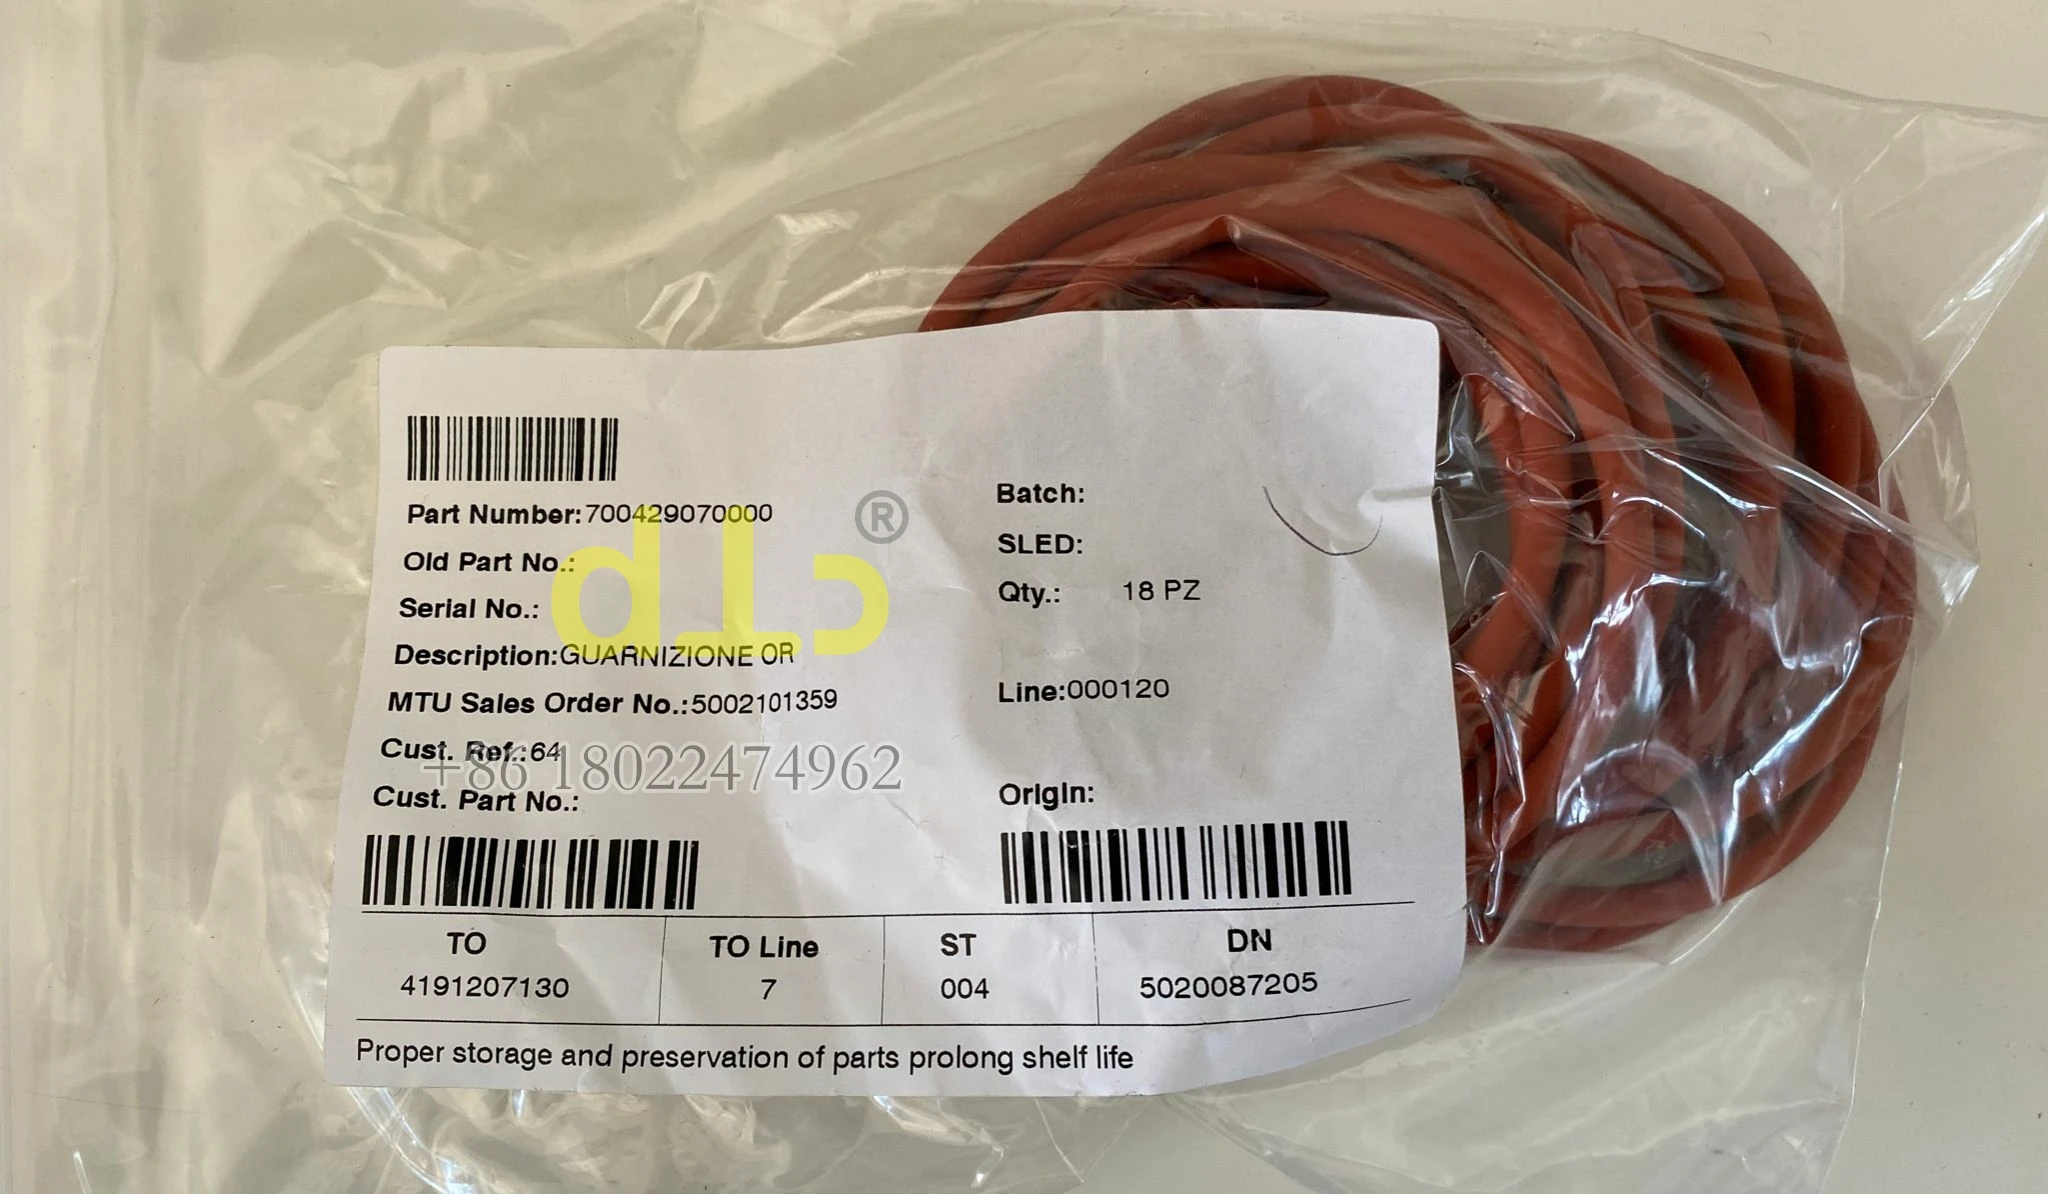 Part Number:700429070000
Old Part No.:
Serial No.:
Description:GUARNIZIONE OR
MTU Sales Order No.:5002101359
Cust. Ref.:64
Cust. Part No.:
Batch:
SLED:
Qty.: 18 PZ
Line:000120
Origin:
®
+86 18022474962
TO TO Line ST DN
4191207130 7 004 5020087205
Proper storage and preservation of parts prolong shelf life